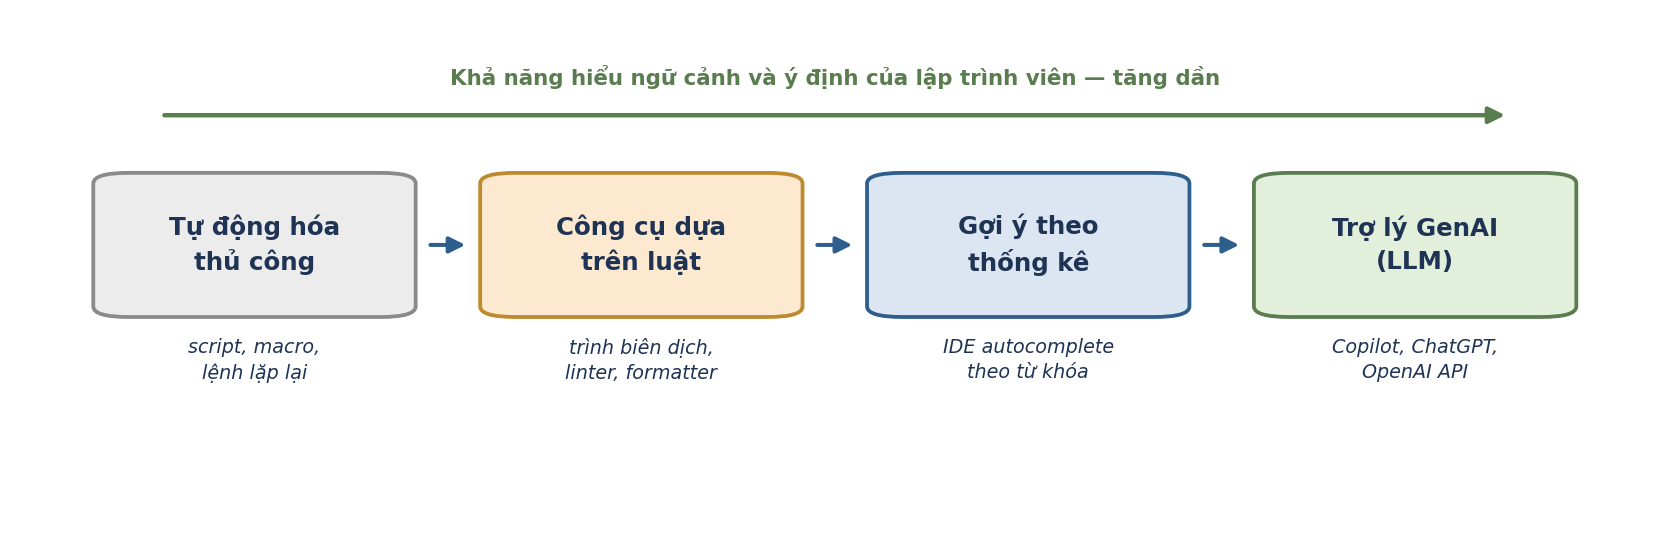 Khả năng hiểu ngữ cảnh và ý định của lập trình viên — tăng dần
Tự động hóa
thủ công
Công cụ dựa
trên luật
Gợi ý theo
thống kê
Trợ lý GenAI
(LLM)
script, macro,
lệnh lặp lại
trình biên dịch,
linter, formatter
IDE autocomplete
theo từ khóa
Copilot, ChatGPT,
OpenAI API